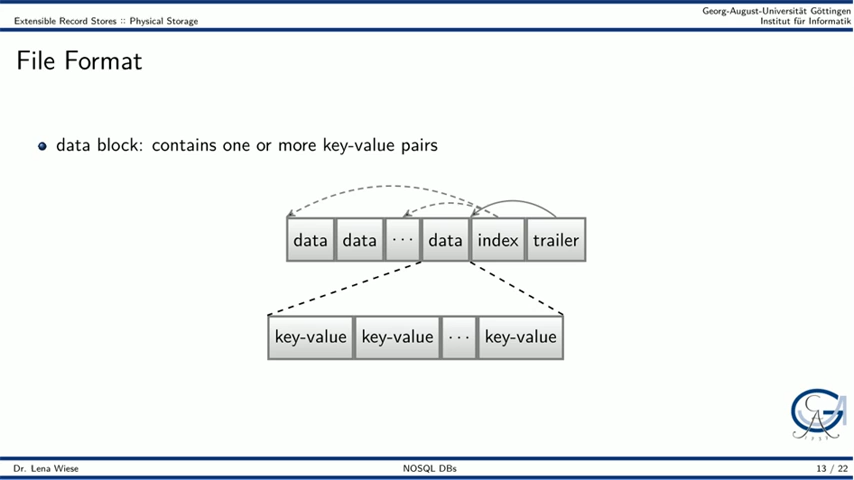 Georg-August-Universität Göttingen
Extensible Record Stores :: Physical Storage
Institut für Informatik
File Format
data block: contains one or more key-value pairs
data data ··· data index trailer
key-value key-value ··· key-value
Dr. Lena Wiese NOSQL DBs 13 / 22